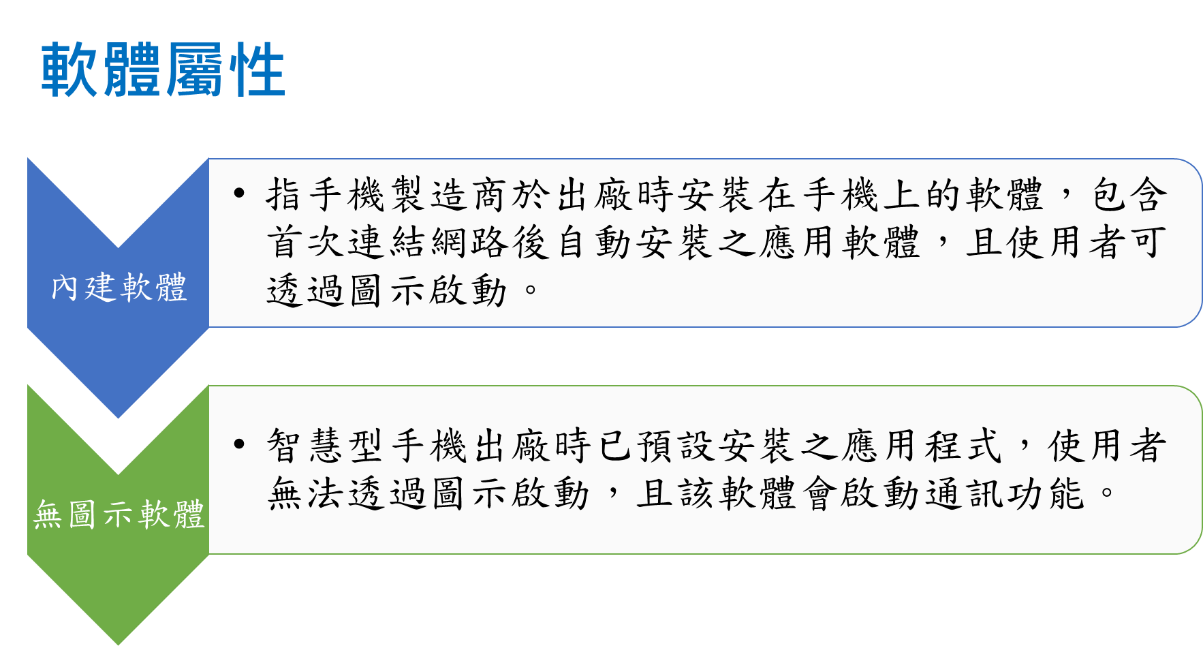 軟體屬性
內建軟體
• 指手機製造商於出廠時安裝在手機上的軟體，包含
首次連結網路後自動安裝之應用軟體，且使用者可
透過圖示啟動。
無圖示軟體
• 智慧型手機出廠時已預設安裝之應用程式，使用者
無法透過圖示啟動，且該軟體會啟動通訊功能。